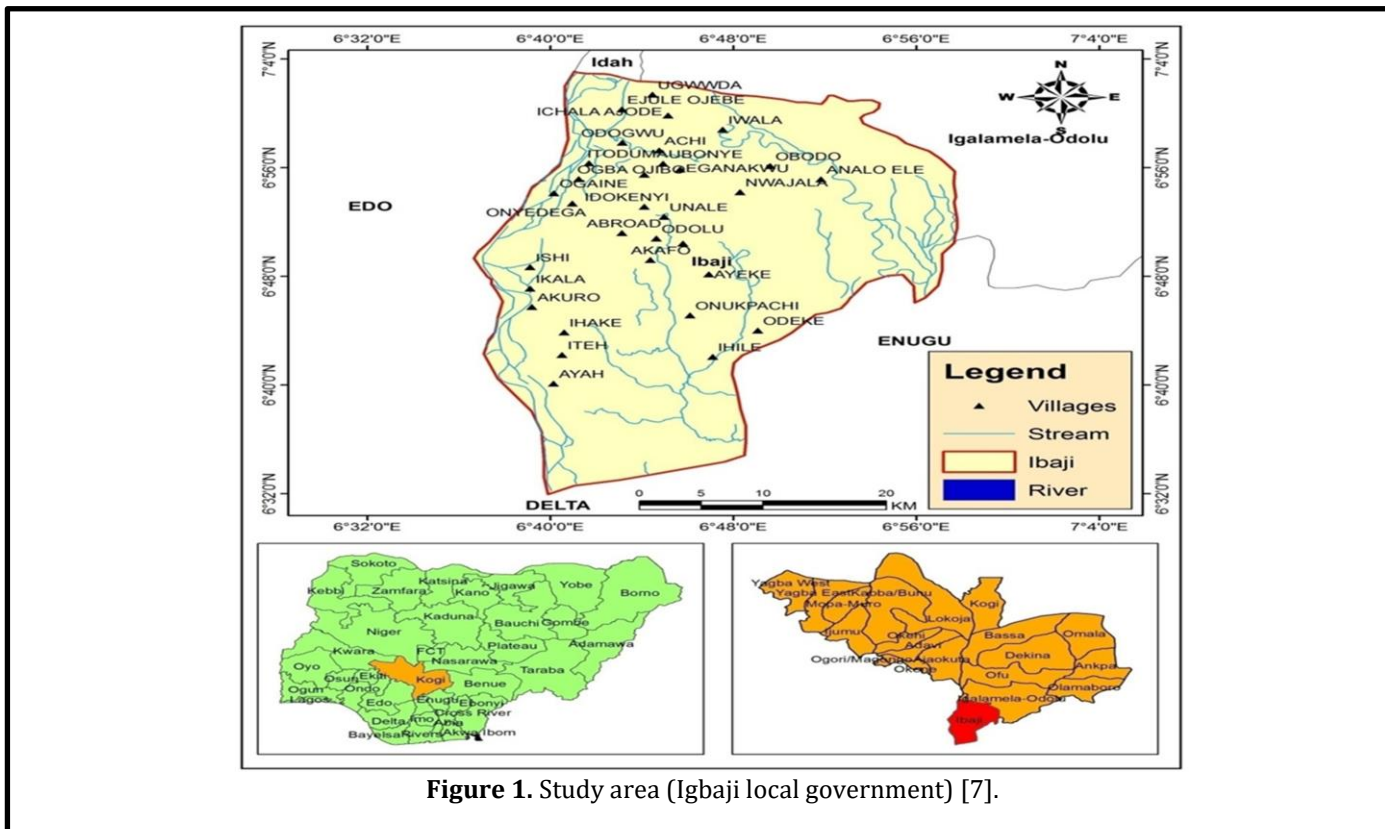 6°32'0"E 6°40'0"E 6°48'0"E 6°56'0"E 7°4'0"E
7°4'0"N
7°4'0"N
Idah
N
W E
S
UGWWDA
EJULE OJEBE
ICHALA AJODE
IWALA
Igalamela-Odolu
ODOGWU
ACHI
ITODUMAUBONYE
OBODO
6°56'0"N
6°56'0"N
OGBA OJIBO
EGANAKWU
ANALO ELE
OGAINE
NWAJALA
EDO
IDOKENYI
UNALE
ONYEDEGA
ABROAD
ODOLU
AKAFO
Ibaji
ISHI
6°48'0"N
6°48'0"N
AYEKE
IKALA
AKURO
ONUKPACHI
IHAKE
ODEKE
ENUGU
ITEH
IHILE
AYAH
6°40'0"N
6°40'0"N
Legend
Villages
Stream
Ibaji
River
6°32'0"N
6°32'0"N
DELTA
0 5 10 20
KM
6°32'0"E 6°40'0"E 6°48'0"E 6°56'0"E 7°4'0"E
Sokoto
Kebbi
Zamfara
Katsina
Kano
Jigawa
Yobe
Borno
Kaduna
Bauchi
Gombe
Adamawa
Niger
Plateau
Kwara
FCT
Nasarawa
Taraba
Oyo
Osun
Ekiti
Kogi
Benue
Ogun
Ondo
Lagos
Edo
Enugu
Ebonyi
Cross River
Delta
Imo
Abia
Bayelsa
Rivers
Akwa Ibom
Yagba West
Yagba East
Kabba/Bunu
Mopa-Muro
Kogi
Ijumu
Lokoja
Okehi
Adavi
Bassa
Omala
Ogori/Magongo
Ajaokuta
Dekina
Okene
Ankpa
Ofu
Olamaboro
Ibaji
Figure 1. Study area (Igbaji local government) [7].